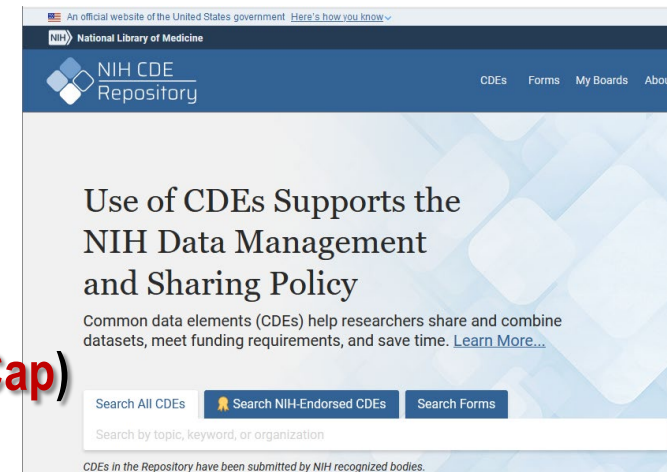 An official website of the United States government Here's how you know
NIH National Library of Medicine
NIH CDE
Repository
CDEs Forms My Boards
Use of CDEs Supports the
NIH Data Management
and Sharing Policy
Common data elements (CDEs) help researchers share and combine
datasets, meet funding requirements, and save time. Learn More...
ap)
Search All CDEs Search NIH-Endorsed CDEs Search Forms
Search by topic, keyword, or organization
CDEs in the Repository have been submitted by NIH recognized bodies.